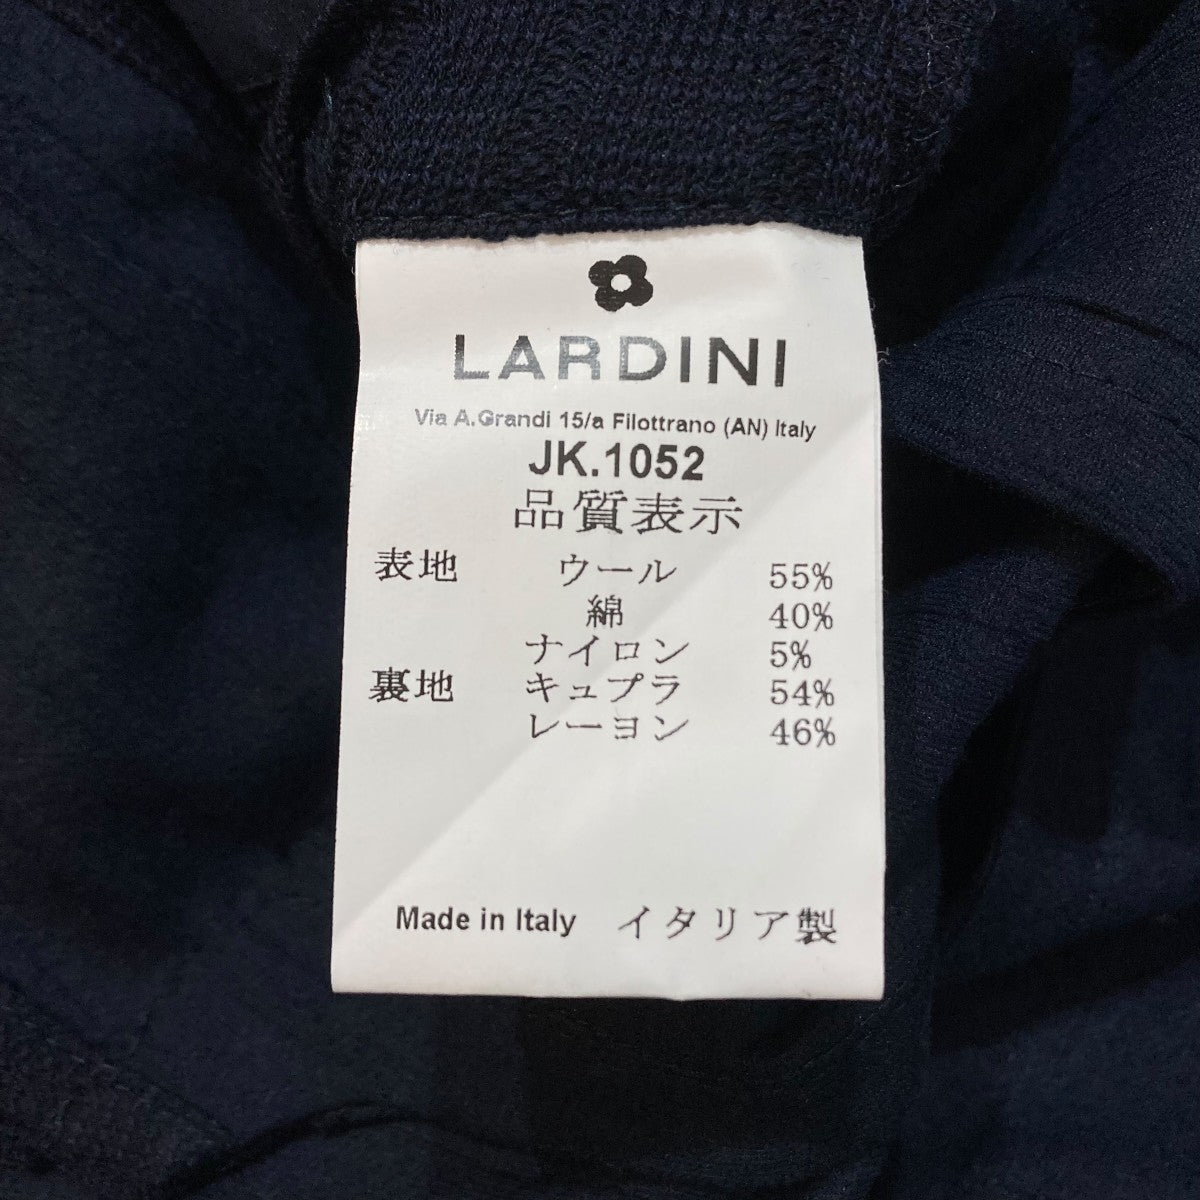 LARDINI
Via A.Grandi 15/a Filottrano (AN) Italy
JK.1052
品質表示
表地 ウール 55%
綿 40%
ナイロン 5%
裏地 キュプラ 54%
レーヨン 46%
Made in Italy イタリア製